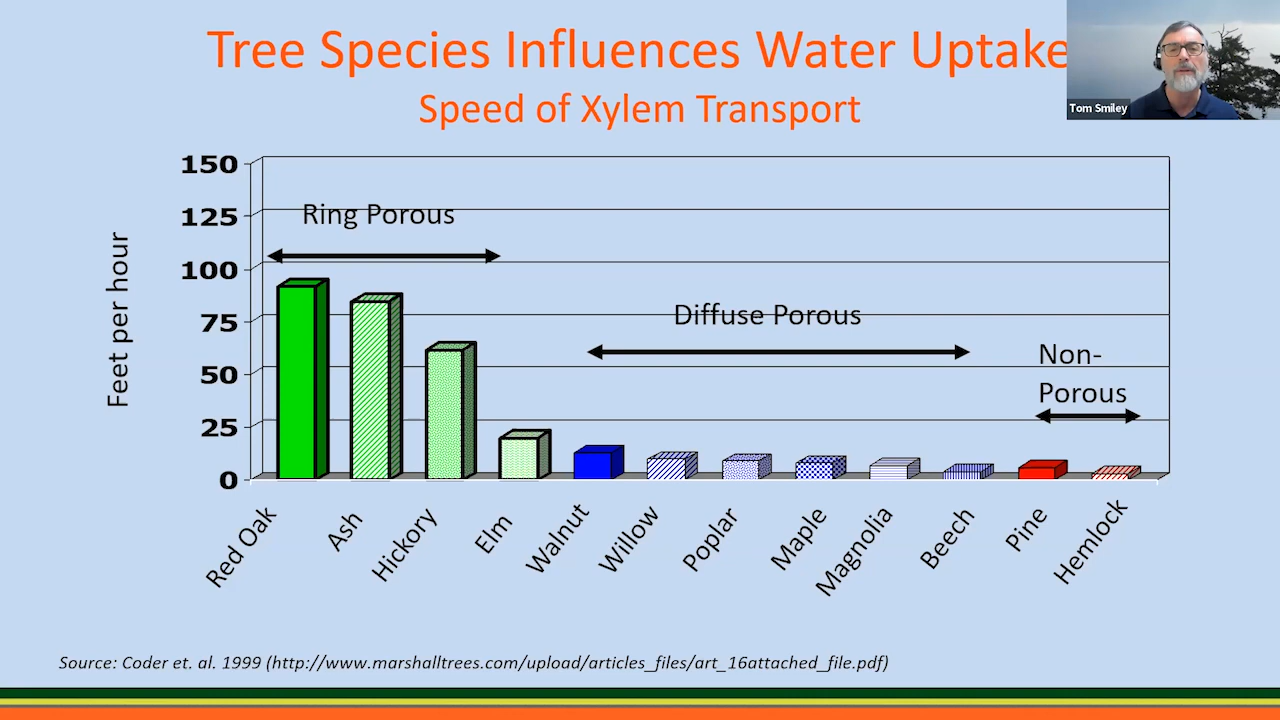 Tree Species Influences Water Uptake
Speed of Xylem Transport
Tom Smiley
Feet per hour
150
125
100
75
50
25
0
Ring Porous
Diffuse Porous
Non-
Porous
Red Oak
Ash
Hickory
Elm
Walnut
Willow
Poplar
Maple
Magnolia
Beech
Pine
Hemlock
Source: Coder et. al. 1999 (http://www.marshalltrees.com/upload/articles_files/art_16attached_file.pdf)